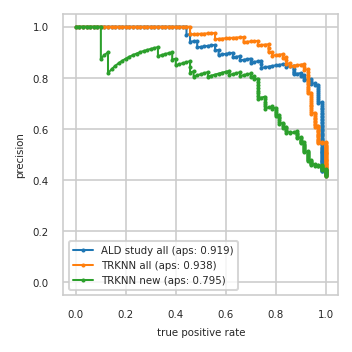 1.0
0.8
0.6
0.4
0.2
0.0
precision
ALD study all (aps: 0.919)
TRKNN all (aps: 0.938)
TRKNN new (aps: 0.795)
0.0 0.2 0.4 0.6 0.8 1.0
true positive rate